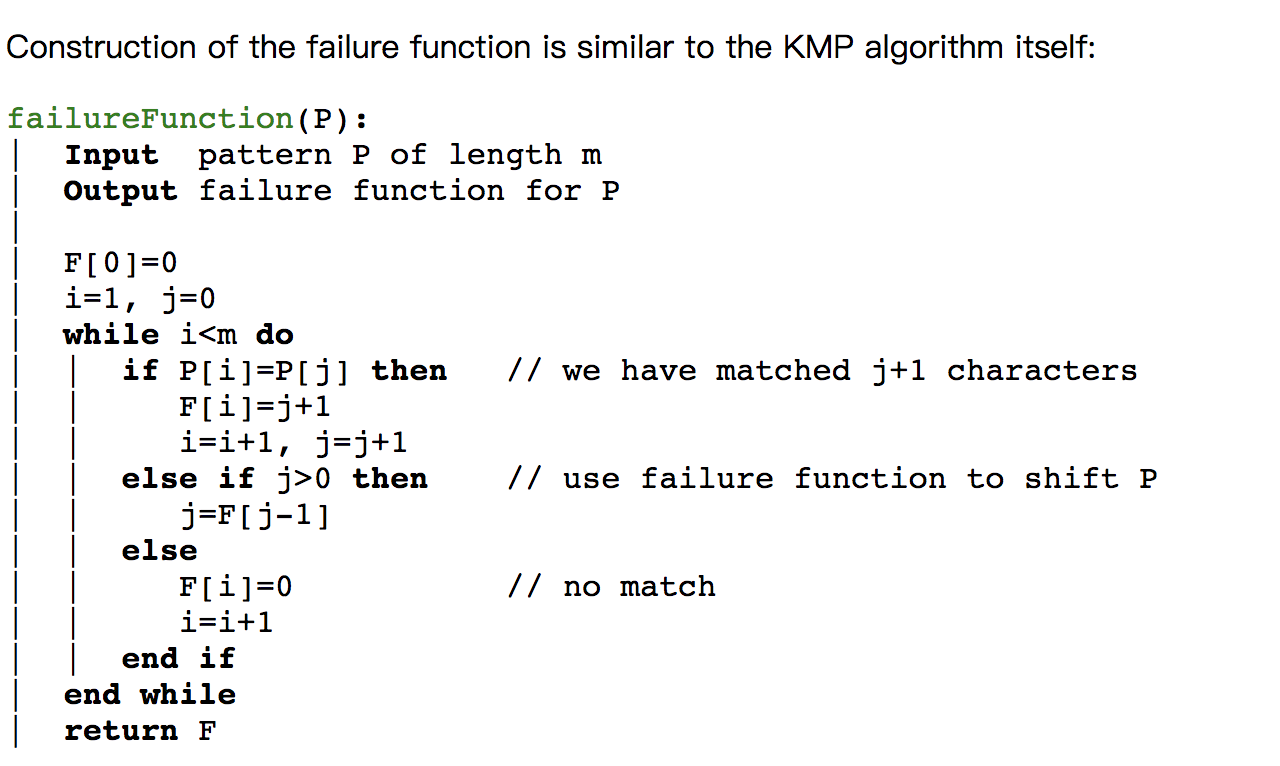 Construction of the failure function is similar to the KMP algorithm itself:
failureFunction(P):
|  Input  pattern P of length m
|  Output failure function for P
|
|  F[0]=0
|  i=1, j=0
|  while i<m do
|  |  if P[i]=P[j] then   // we have matched j+1 characters
|  |     F[i]=j+1
|  |     i=i+1, j=j+1
|  |  else if j>0 then    // use failure function to shift P
|  |     j=F[j-1]
|  |  else
|  |     F[i]=0           // no match
|  |     i=i+1
|  |  end if
|  end while
|  return F